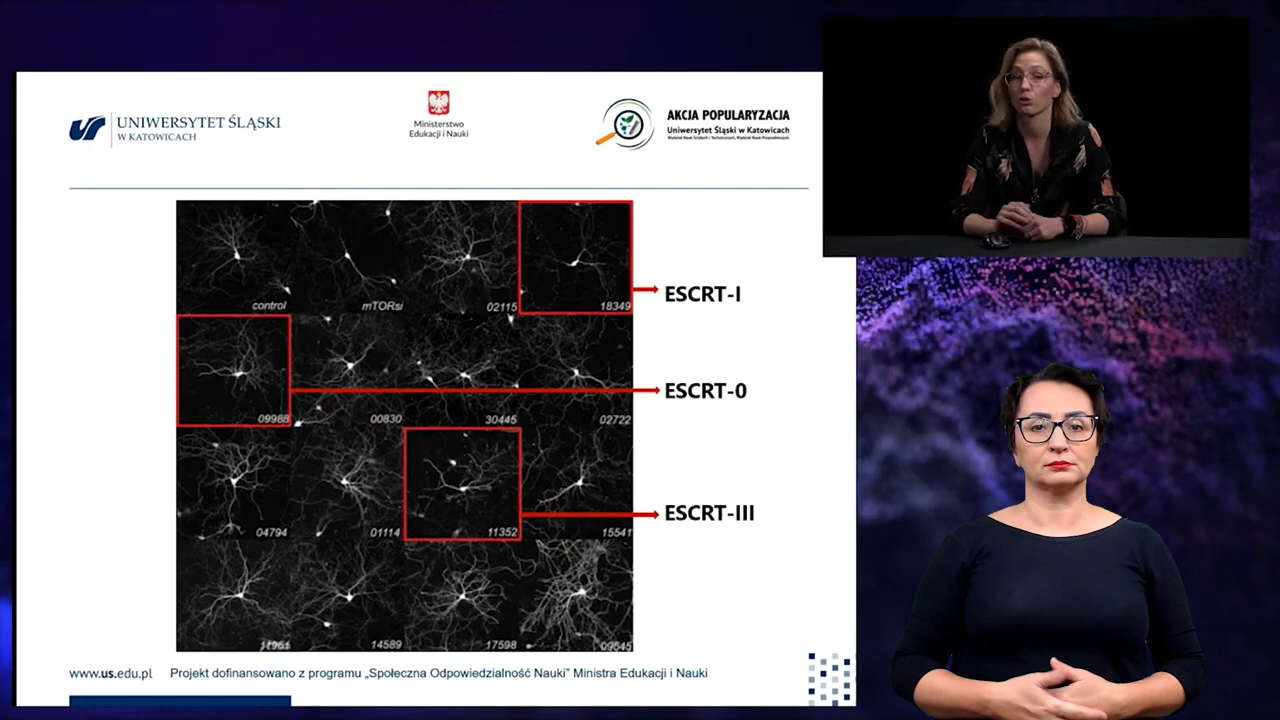 UNIWERSYTET ŚLĄSKI
W KATOWICACH
Ministerstwo
Edukacji i Nauki
AKCJA POPULARYZACJA
Uniwersytet Śląski w Katowicach
control
mTORsi
02115
18349
ESCRT-I
09988
00830
30445
02722
ESCRT-0
04794
01114
11352
15541
ESCRT-III
11961
14589
17598
09545
www.us.edu.pl Projekt dofinansowano z programu „Społeczna Odpowiedzialność Nauki” Ministra Edukacji i Nauki